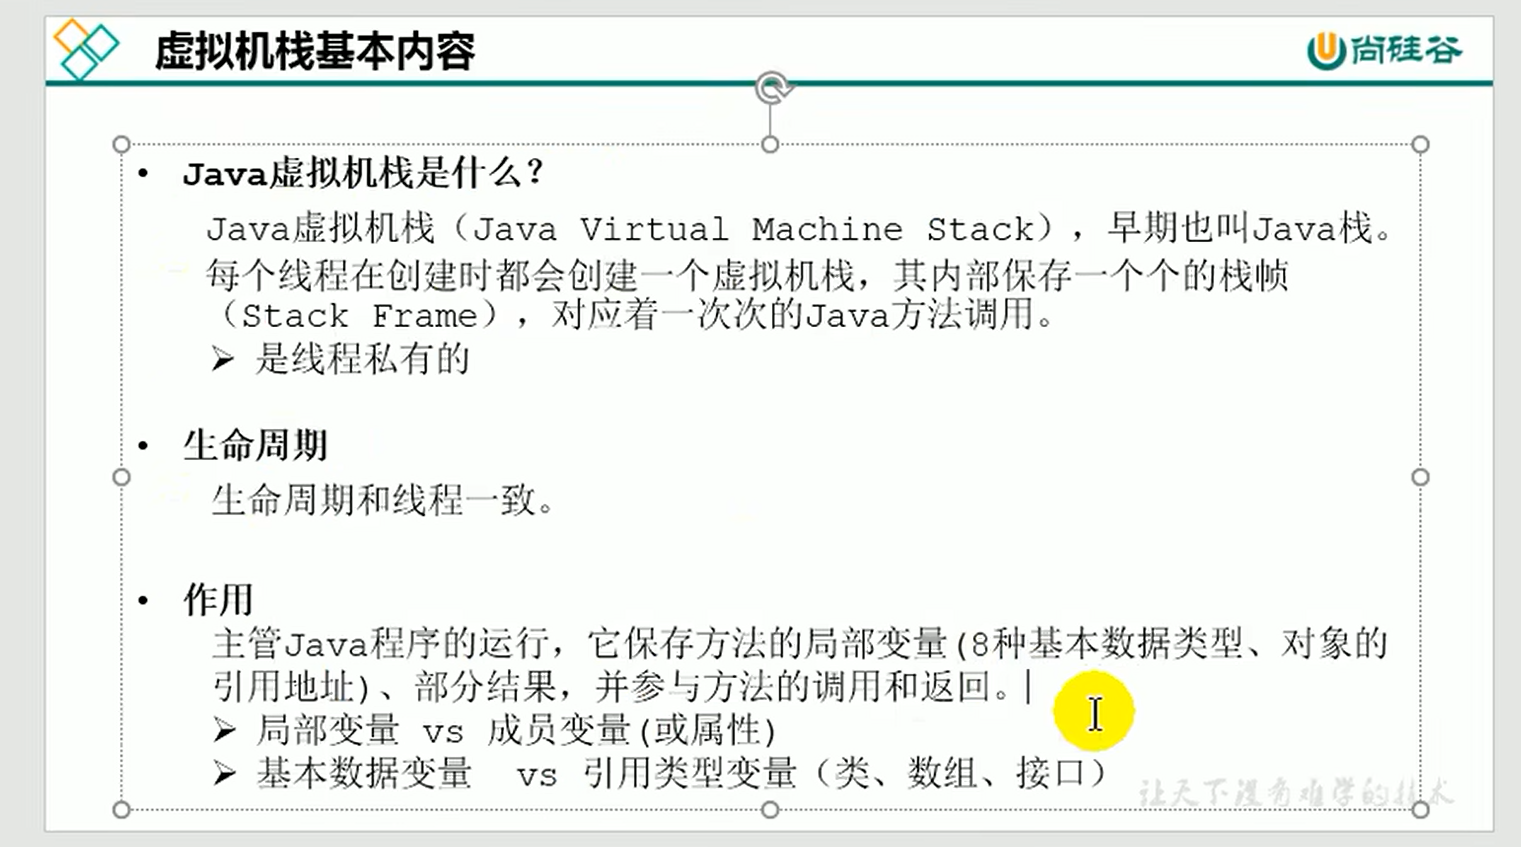 虚拟机栈基本内容
尚硅谷
• Java虚拟机栈是什么？
Java虚拟机栈（Java Virtual Machine Stack），早期也叫Java栈。
每个线程在创建时都会创建一个虚拟机栈，其内部保存一个个的栈帧
（Stack Frame），对应着一次次的Java方法调用。
➢ 是线程私有的
• 生命周期
生命周期和线程一致。
• 作用
主管Java程序的运行，它保存方法的局部变量(8种基本数据类型、对象的
引用地址)、部分结果，并参与方法的调用和返回。
➢ 局部变量 vs 成员变量(或属性)
➢ 基本数据变量 vs 引用类型变量（类、数组、接口）
让天下没有难学的技术